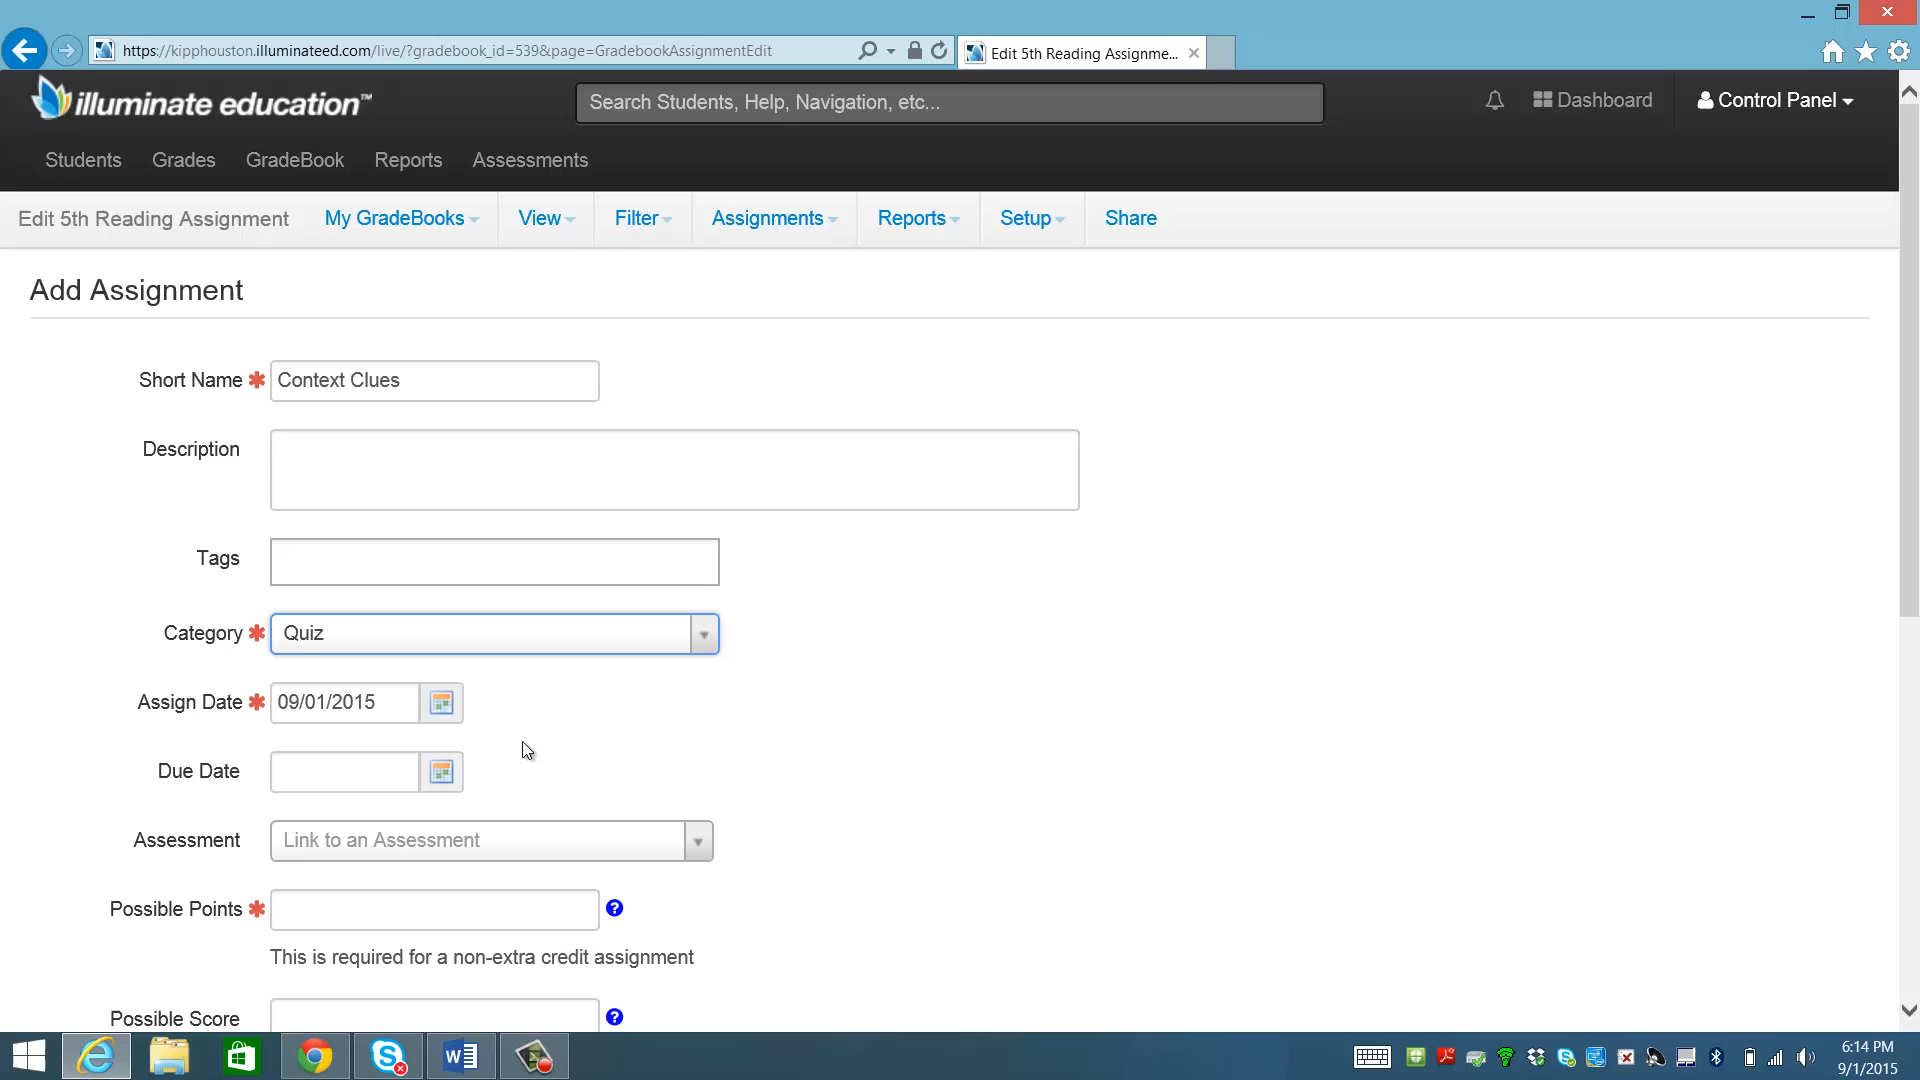 https://kipphouston.illuminateed.com/live/?gradebook_id=539&page=GradebookAssignmentEdit
Edit 5th Reading Assignme...
illuminate education™
Search Students, Help, Navigation, etc...
Dashboard
Control Panel
Students Grades GradeBook Reports Assessments
Edit 5th Reading Assignment My GradeBooks View Filter Assignments Reports Setup Share
Add Assignment
Short Name * Context Clues
Description
Tags
Category * Quiz
Assign Date * 09/01/2015
Due Date
Assessment Link to an Assessment
Possible Points * ?
This is required for a non-extra credit assignment
Possible Score ?
6:14 PM
9/1/2015